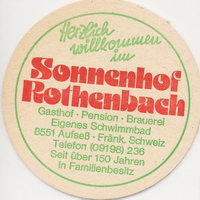 Herzlich
willkommen
im
Sonnenhof
Rothenbach
Gasthof · Pension · Brauerei
Eigenes Schwimmbad
8551 Aufseß · Fränk. Schweiz
Telefon (09198) 236
Seit über 150 Jahren
in Familienbesitz